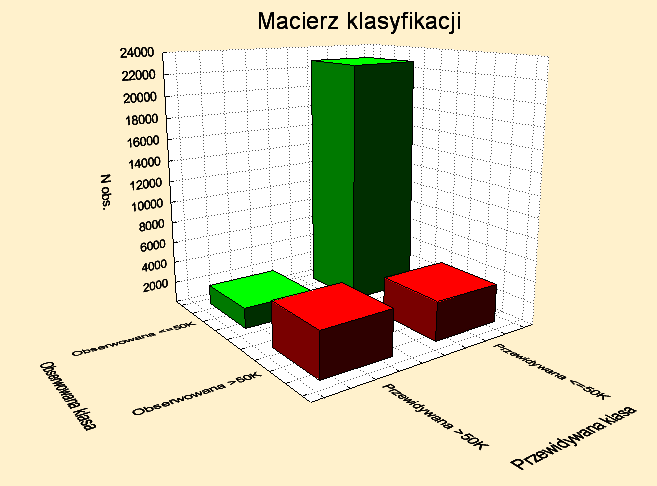 Macierz klasyfikacji
24000
22000
20000
18000
16000
14000
12000
10000
8000
6000
4000
2000
N obs.
Obserwowana <=50K
Obserwowana >50K
Obserwowana klasa
Przewidywana >50K
Przewidywana <=50K
Przewidywana klasa